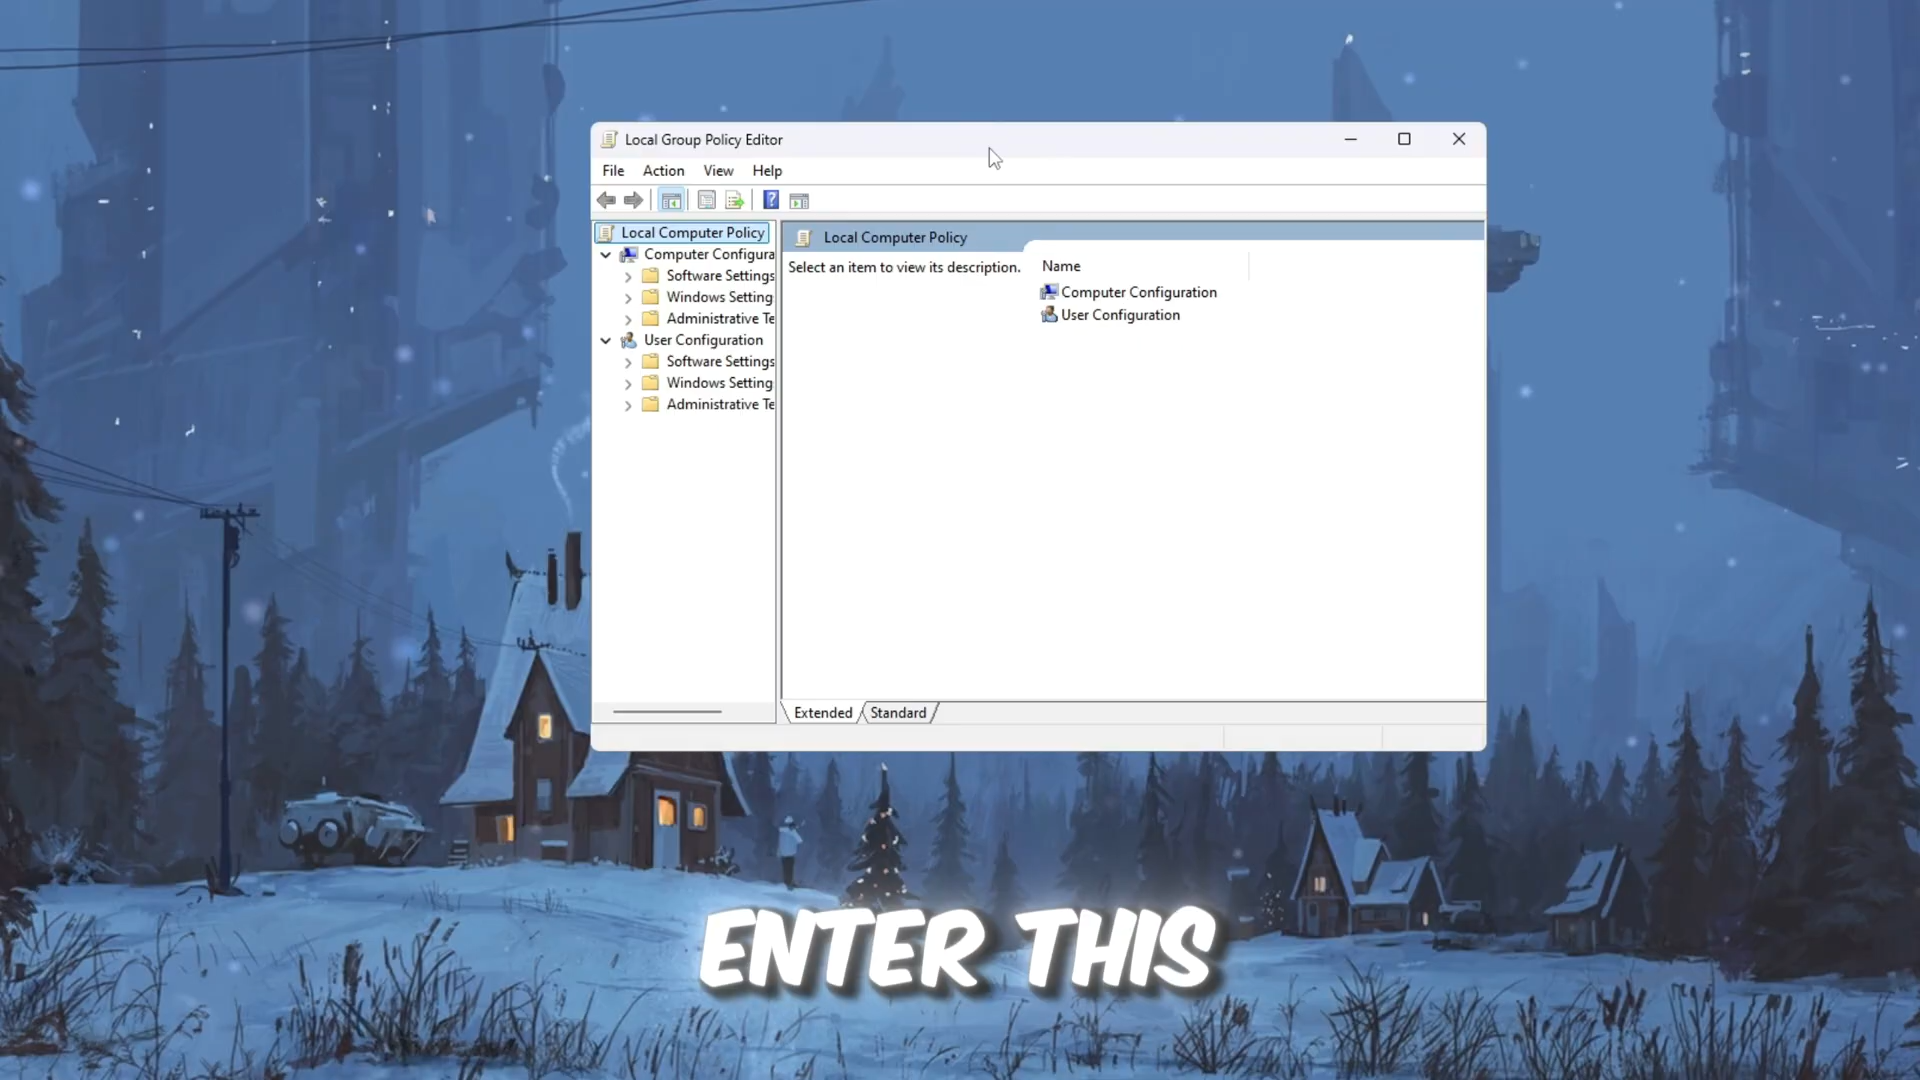 Local Group Policy Editor
File Action View Help
Local Computer Policy
Computer Configura
Software Settings
Windows Setting
Administrative Te
User Configuration
Software Settings
Windows Setting
Administrative Te
Local Computer Policy
Select an item to view its description.
Name
Computer Configuration
User Configuration
Extended Standard
ENTER THIS